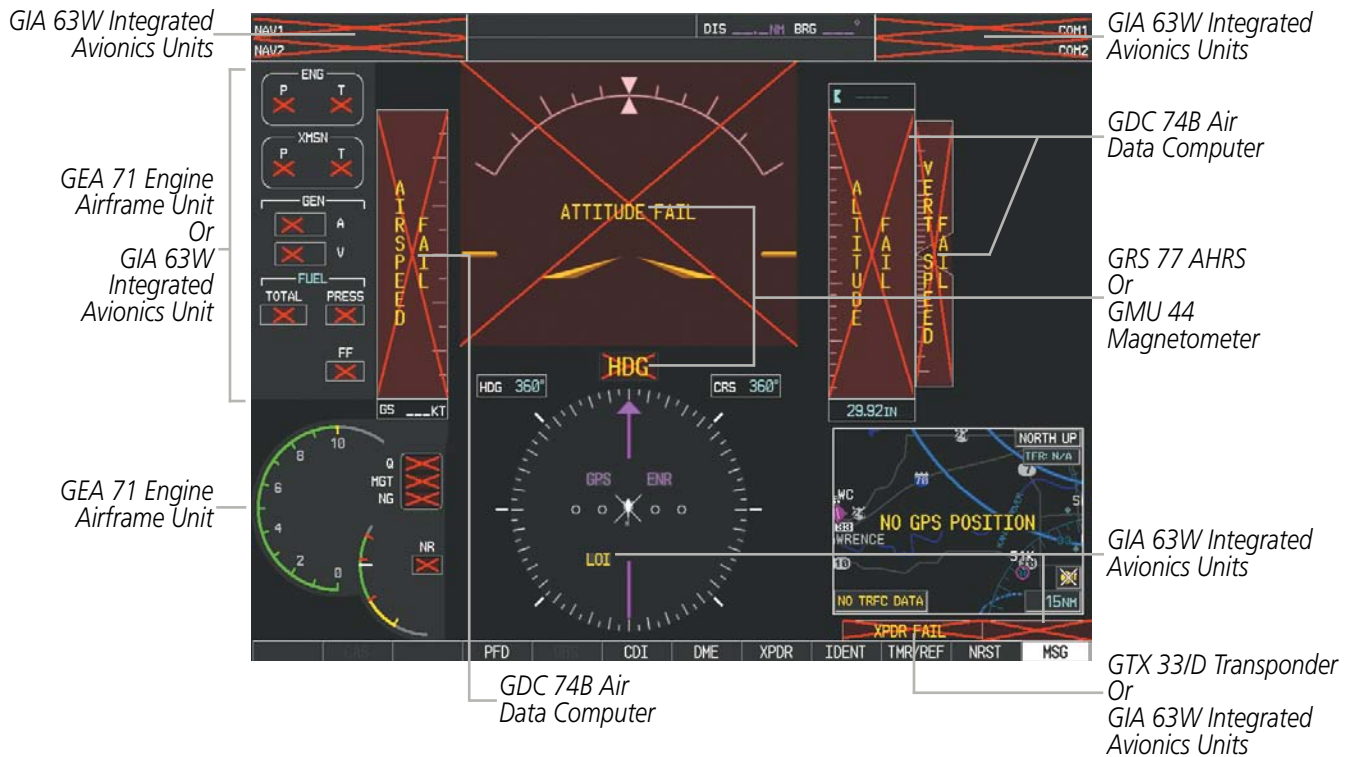 GIA 63W Integrated
Avionics Units
NAV1
NAV2
DIS __._NM BRG ___°
COM1
COM2
GIA 63W Integrated
Avionics Units
ENG
P T
XMSN
P T
GEN
A
V
FUEL
TOTAL PRESS
FF
GEA 71 Engine
Airframe Unit
Or
GIA 63W
Integrated
Avionics Unit
AIRSPEED FAIL
GS ___KT
ATTITUDE FAIL
ALTITUDE FAIL
VERT SPEED FAIL
29.92IN
GDC 74B Air
Data Computer
GRS 77 AHRS
Or
GMU 44
Magnetometer
HDG
HDG 360°
CRS 360°
GPS ENR
LOI
10
8
6
4
2
0
Q
MGT
NG
NR
GEA 71 Engine
Airframe Unit
NORTH UP
TFR: N/A
NO GPS POSITION
WRENCE
NO TRFC DATA
15NM
GIA 63W Integrated
Avionics Units
XPDR FAIL
CAS PFD OBS CDI DME XPDR IDENT TMR/REF NRST MSG
GDC 74B Air
Data Computer
GTX 33/D Transponder
Or
GIA 63W Integrated
Avionics Units